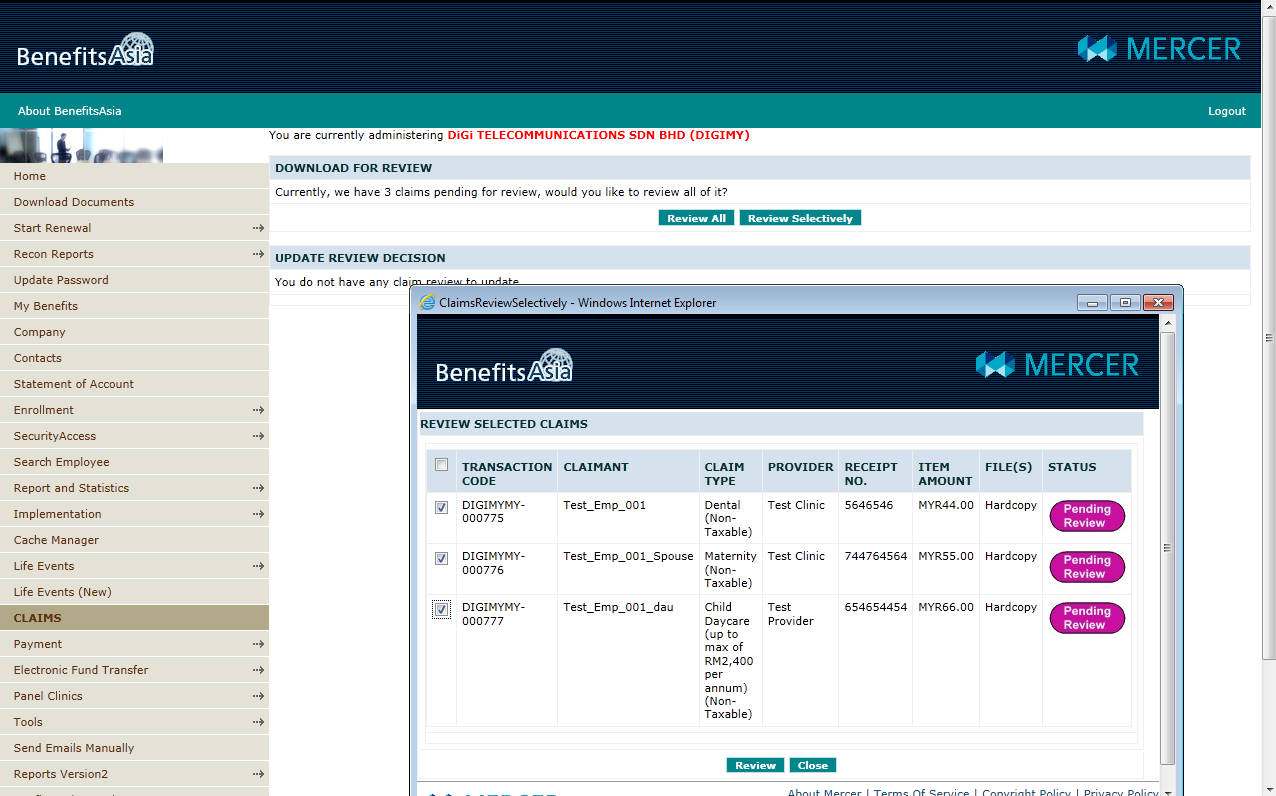 BenefitsAsia
MERCER
About BenefitsAsia
Logout
You are currently administering DiGi TELECOMMUNICATIONS SDN BHD (DIGIMY)
Home
Download Documents
Start Renewal
Recon Reports
Update Password
My Benefits
Company
Contacts
Statement of Account
Enrollment
SecurityAccess
Search Employee
Report and Statistics
Implementation
Cache Manager
Life Events
Life Events (New)
CLAIMS
Payment
Electronic Fund Transfer
Panel Clinics
Tools
Send Emails Manually
Reports Version2
DOWNLOAD FOR REVIEW
Currently, we have 3 claims pending for review, would you like to review all of it?
Review All
Review Selectively
UPDATE REVIEW DECISION
You do not have any claim review to update
ClaimsReviewSelectively - Windows Internet Explorer
BenefitsAsia
MERCER
REVIEW SELECTED CLAIMS
TRANSACTION CODE CLAIMANT CLAIM TYPE PROVIDER RECEIPT NO. ITEM AMOUNT FILE(S) STATUS
DIGIMYMY-000775 Test_Emp_001 Dental (Non-Taxable) Test Clinic 5646546 MYR44.00 Hardcopy Pending Review
DIGIMYMY-000776 Test_Emp_001_Spouse Maternity (Non-Taxable) Test Clinic 744764564 MYR55.00 Hardcopy Pending Review
DIGIMYMY-000777 Test_Emp_001_dau Child Daycare (up to max of RM2,400 per annum) (Non-Taxable) Test Provider 654654454 MYR66.00 Hardcopy Pending Review
Review
Close
About Mercer | Terms Of Service | Copyright Policy | Privacy Policy